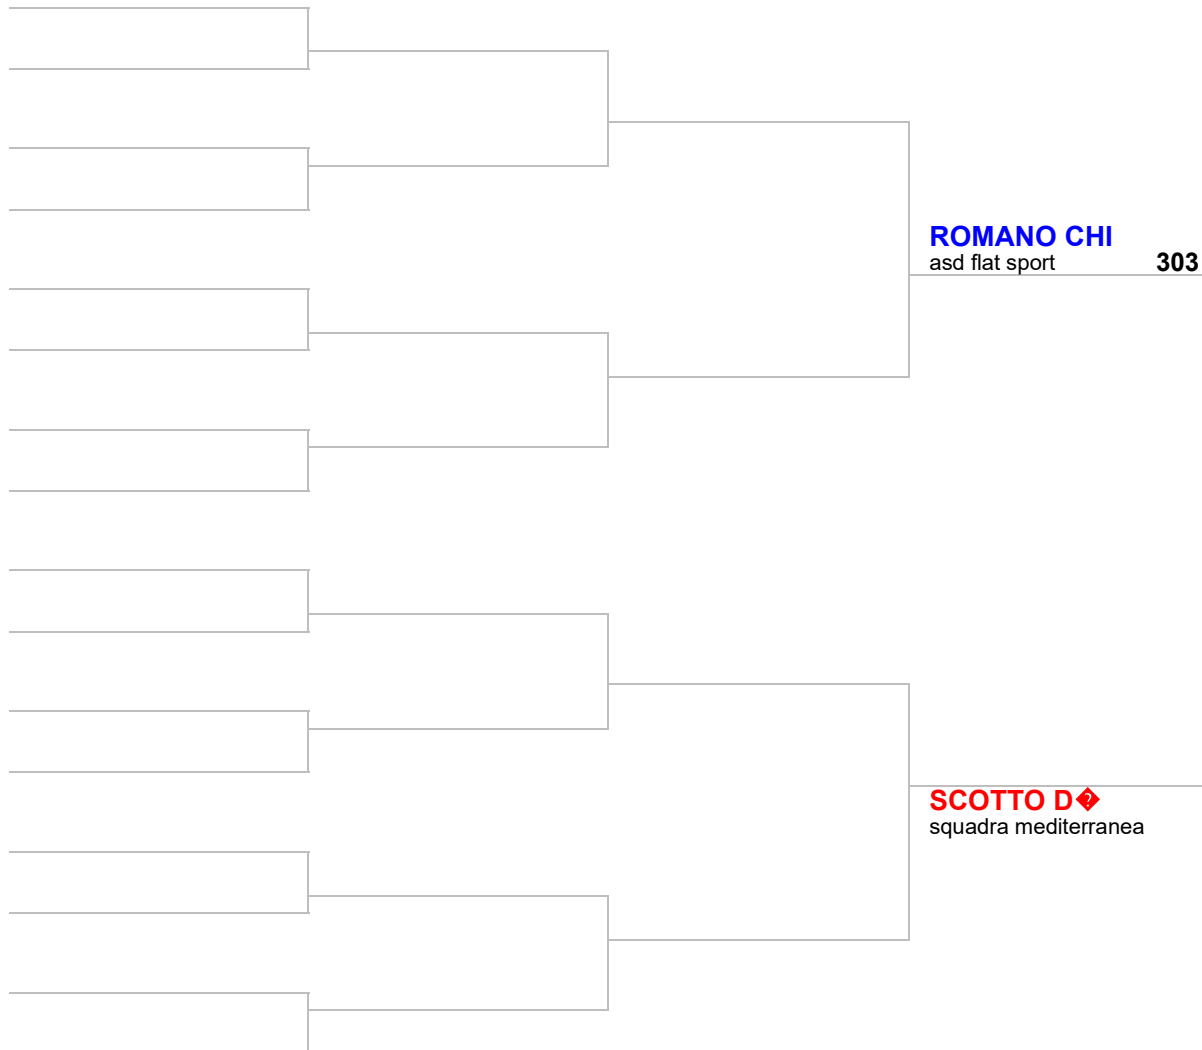 ROMANO CHI
asd flat sport 303
SCOTTO D�
squadra mediterranea